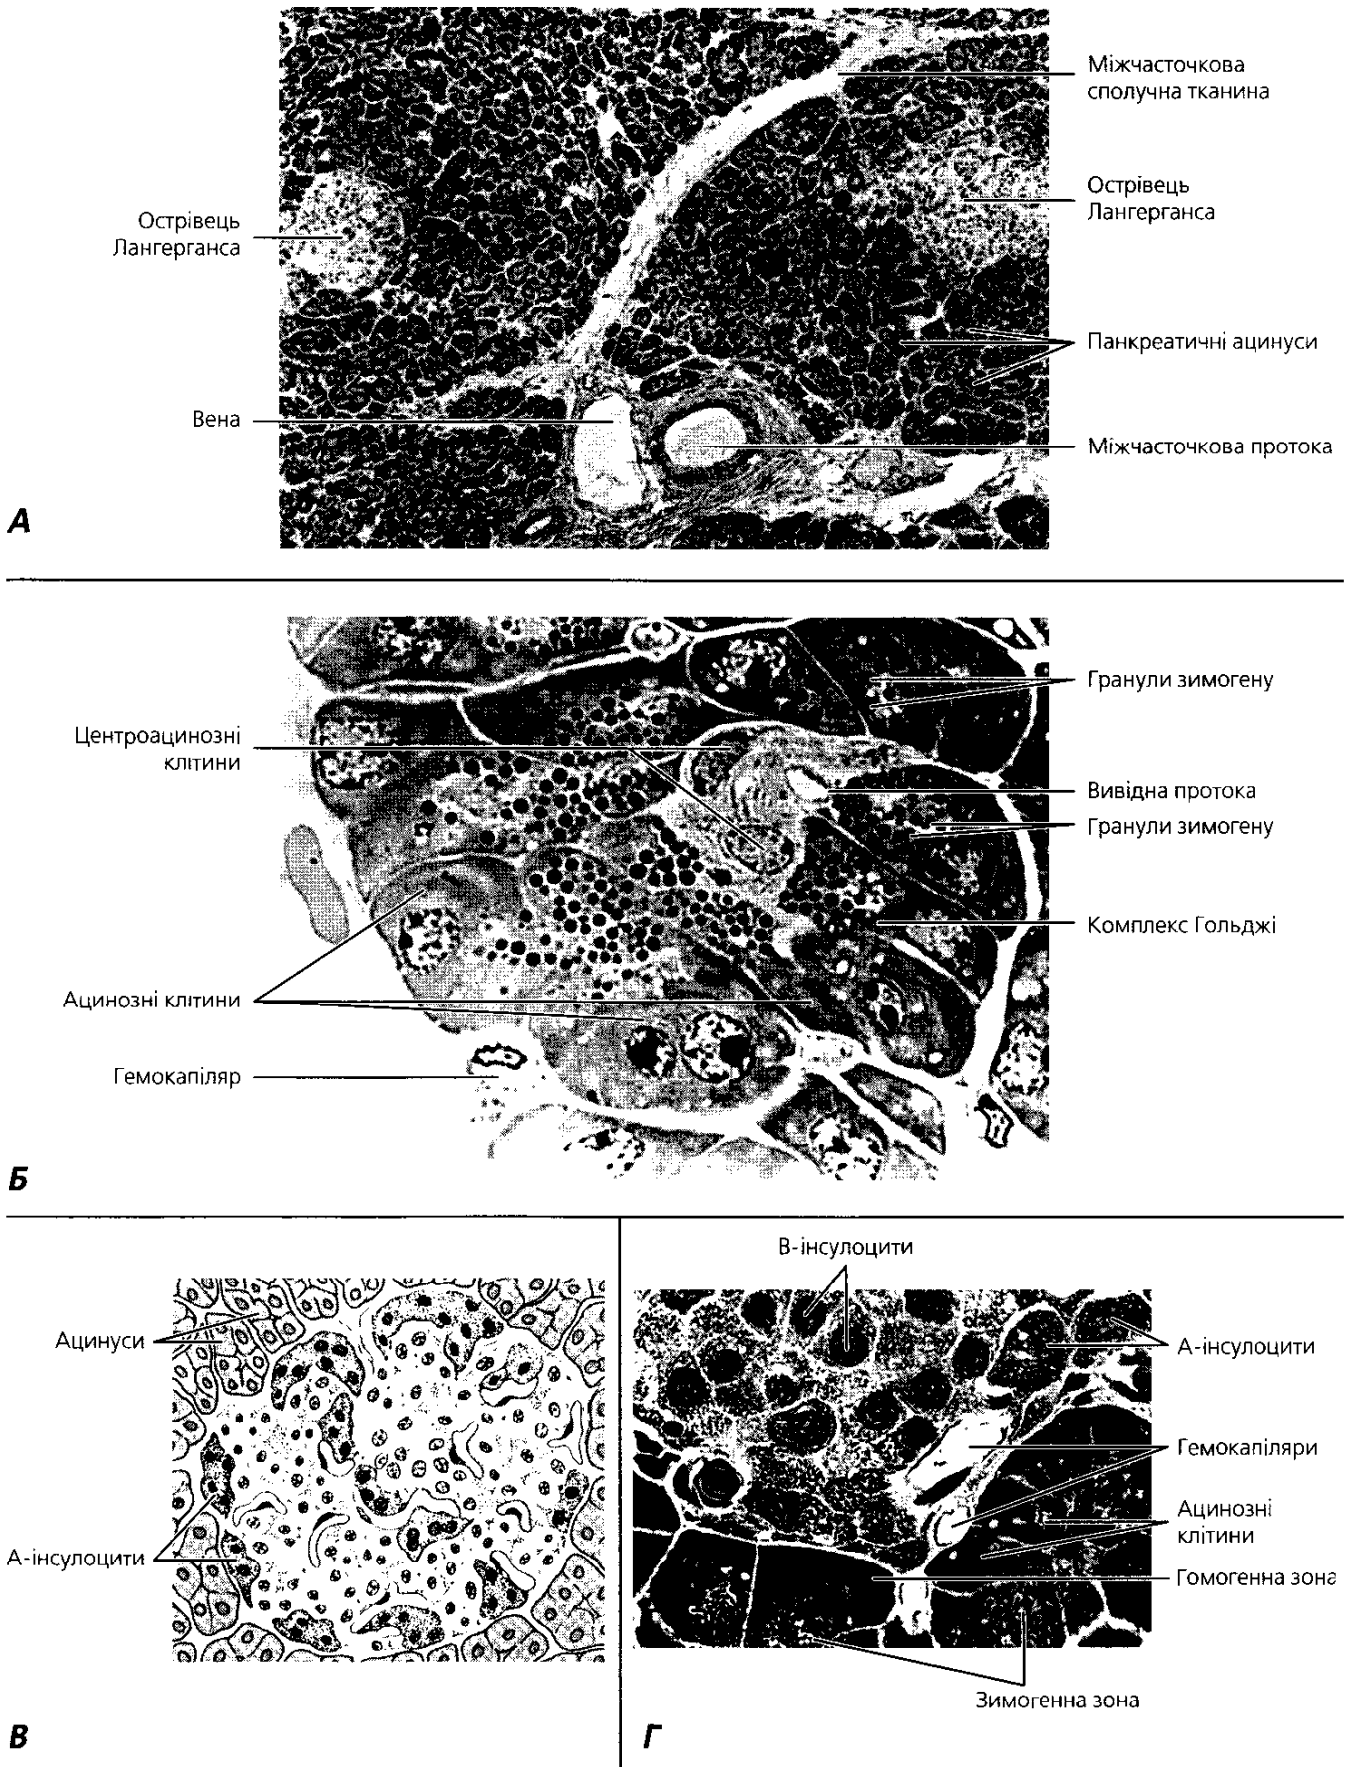 Міжчасточкова
сполучна тканина
Острівець
Лангерганса
Острівець
Лангерганса
Панкреатичні ацинуси
Вена
Міжчасточкова протока
А
Гранули зимогену
Центроацинозні
клітини
Вивідна протока
Гранули зимогену
Комплекс Гольджі
Ацинозні клітини
Гемокапіляр
Б
Ацинуси
А-інсулоцити
В
В-інсулоцити
А-інсулоцити
Гемокапіляри
Ацинозні
клітини
Гомогенна зона
Зимогенна зона
Г